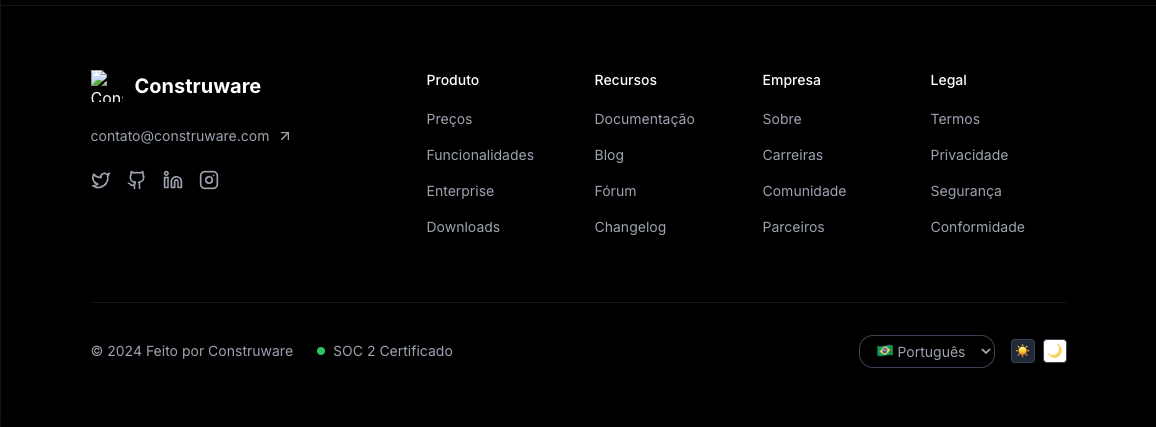 Construware
contato@construware.com
Produto
Preços
Funcionalidades
Enterprise
Downloads
Recursos
Documentação
Blog
Fórum
Changelog
Empresa
Sobre
Carreiras
Comunidade
Parceiros
Legal
Termos
Privacidade
Segurança
Conformidade
© 2024 Feito por Construware
SOC 2 Certificado
Português